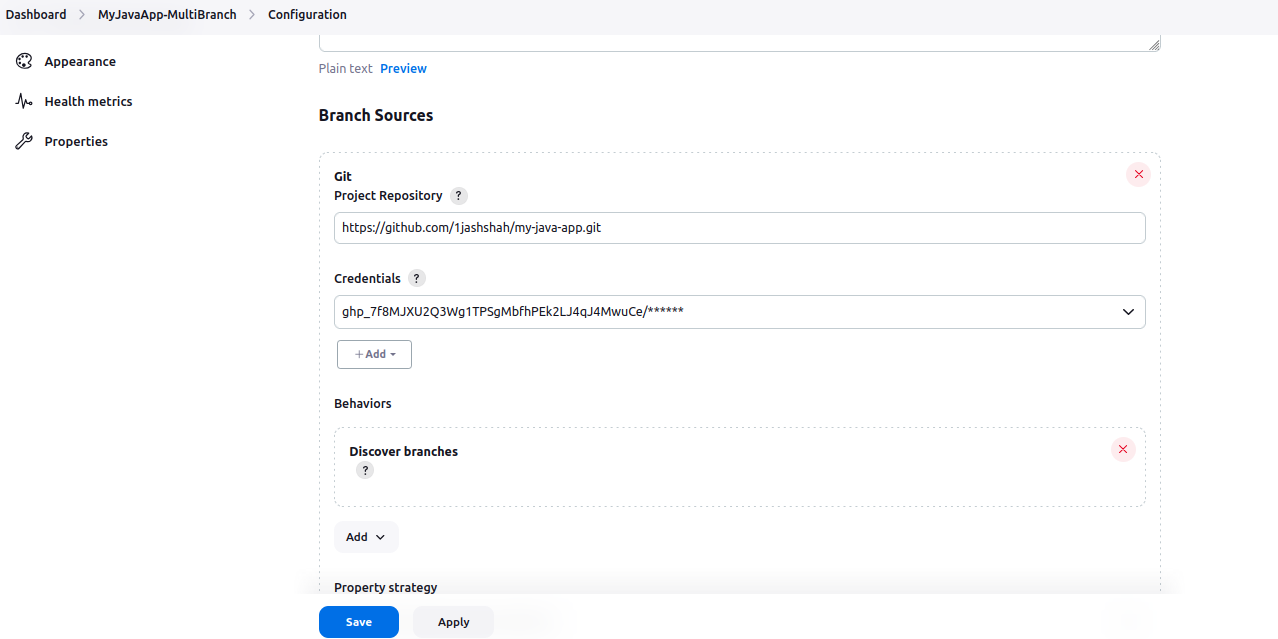 Dashboard > MyJavaApp-MultiBranch > Configuration
Appearance
Health metrics
Properties
Plain text Preview
Branch Sources
Git
Project Repository ?
https://github.com/1jashshah/my-java-app.git
Credentials ?
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/******
+ Add
Behaviors
Discover branches
?
Add
Property strategy
Save Apply